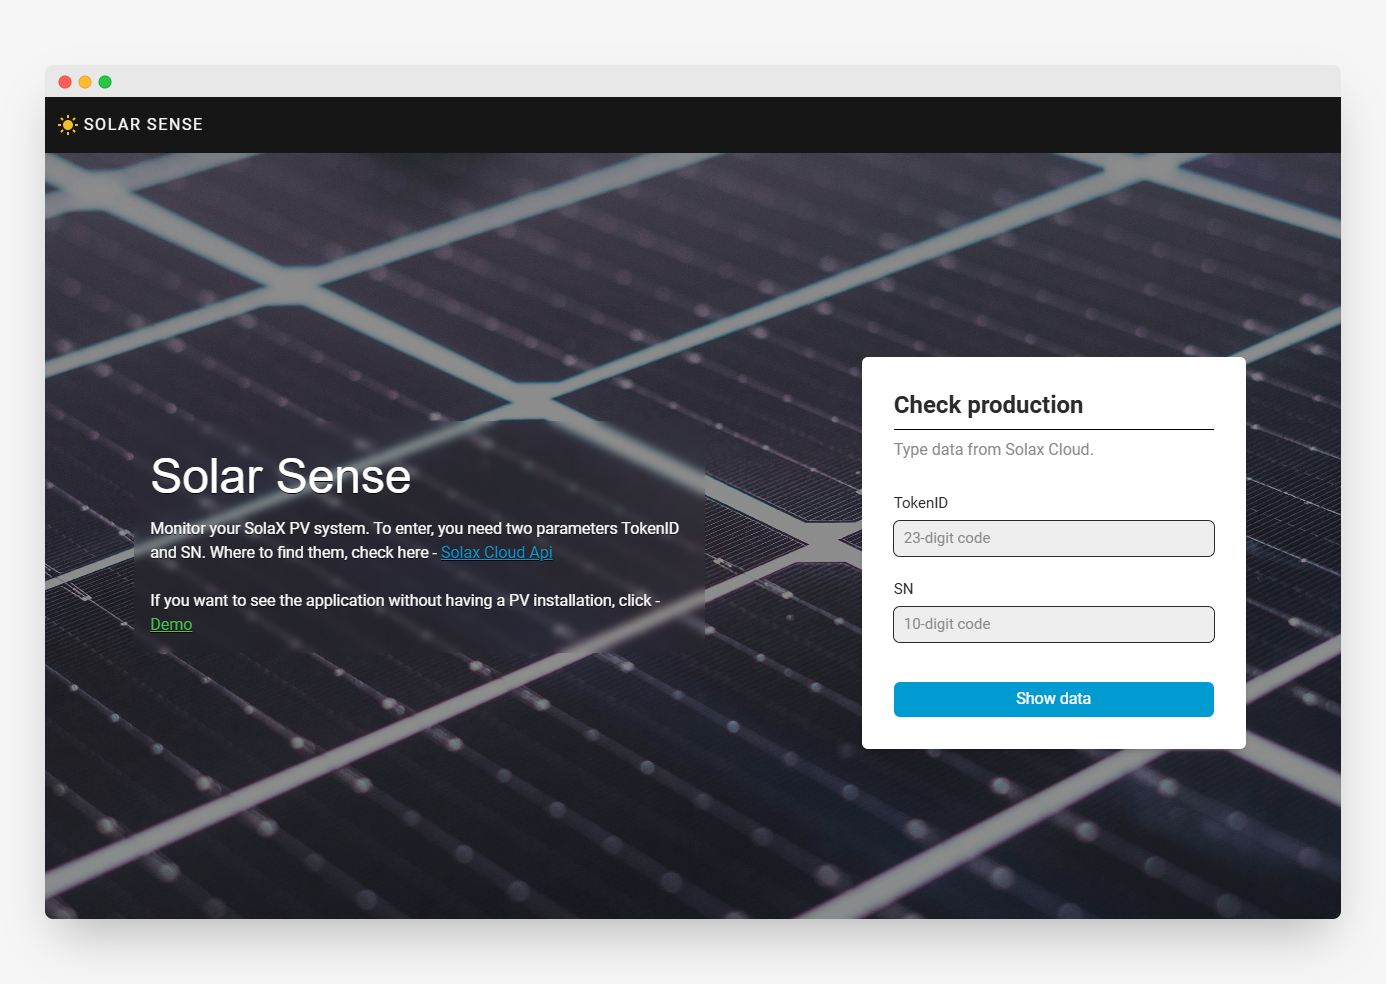 SOLAR SENSE
Solar Sense
Monitor your SolaX PV system. To enter, you need two parameters TokenID
and SN. Where to find them, check here - Solax Cloud Api
If you want to see the application without having a PV installation, click -
Demo
Check production
Type data from Solax Cloud.
TokenID
23-digit code
SN
10-digit code
Show data